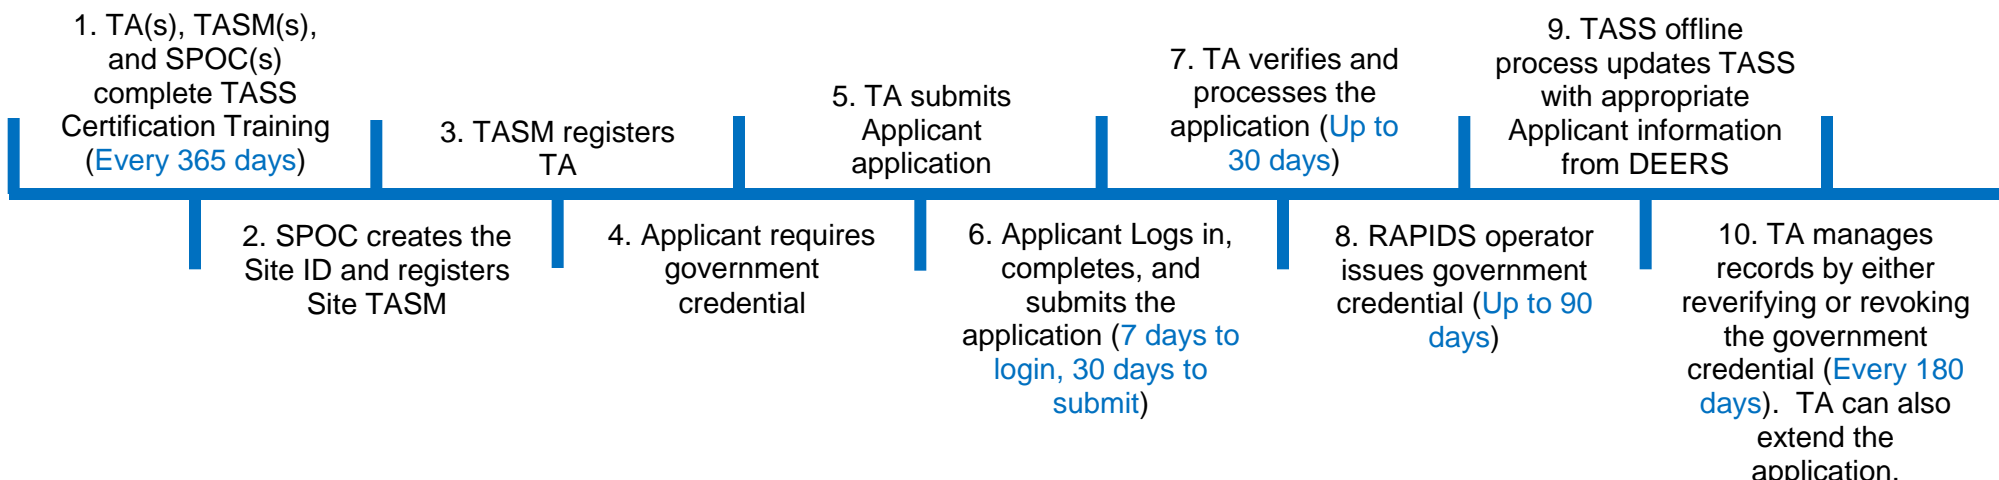 1. TA(s), TASM(s),
and SPOC(s)
complete TASS
Certification Training
(Every 365 days)
2. SPOC creates the
Site ID and registers
Site TASM
3. TASM registers
TA
4. Applicant requires
government
credential
5. TA submits
Applicant
application
6. Applicant Logs in,
completes, and
submits the
application (7 days to
login, 30 days to
submit)
7. TA verifies and
processes the
application (Up to
30 days)
8. RAPIDS operator
issues government
credential (Up to 90
days)
9. TASS offline
process updates TASS
with appropriate
Applicant information
from DEERS
10. TA manages
records by either
reverifying or revoking
the government
credential (Every 180
days).  TA can also
extend the
application.